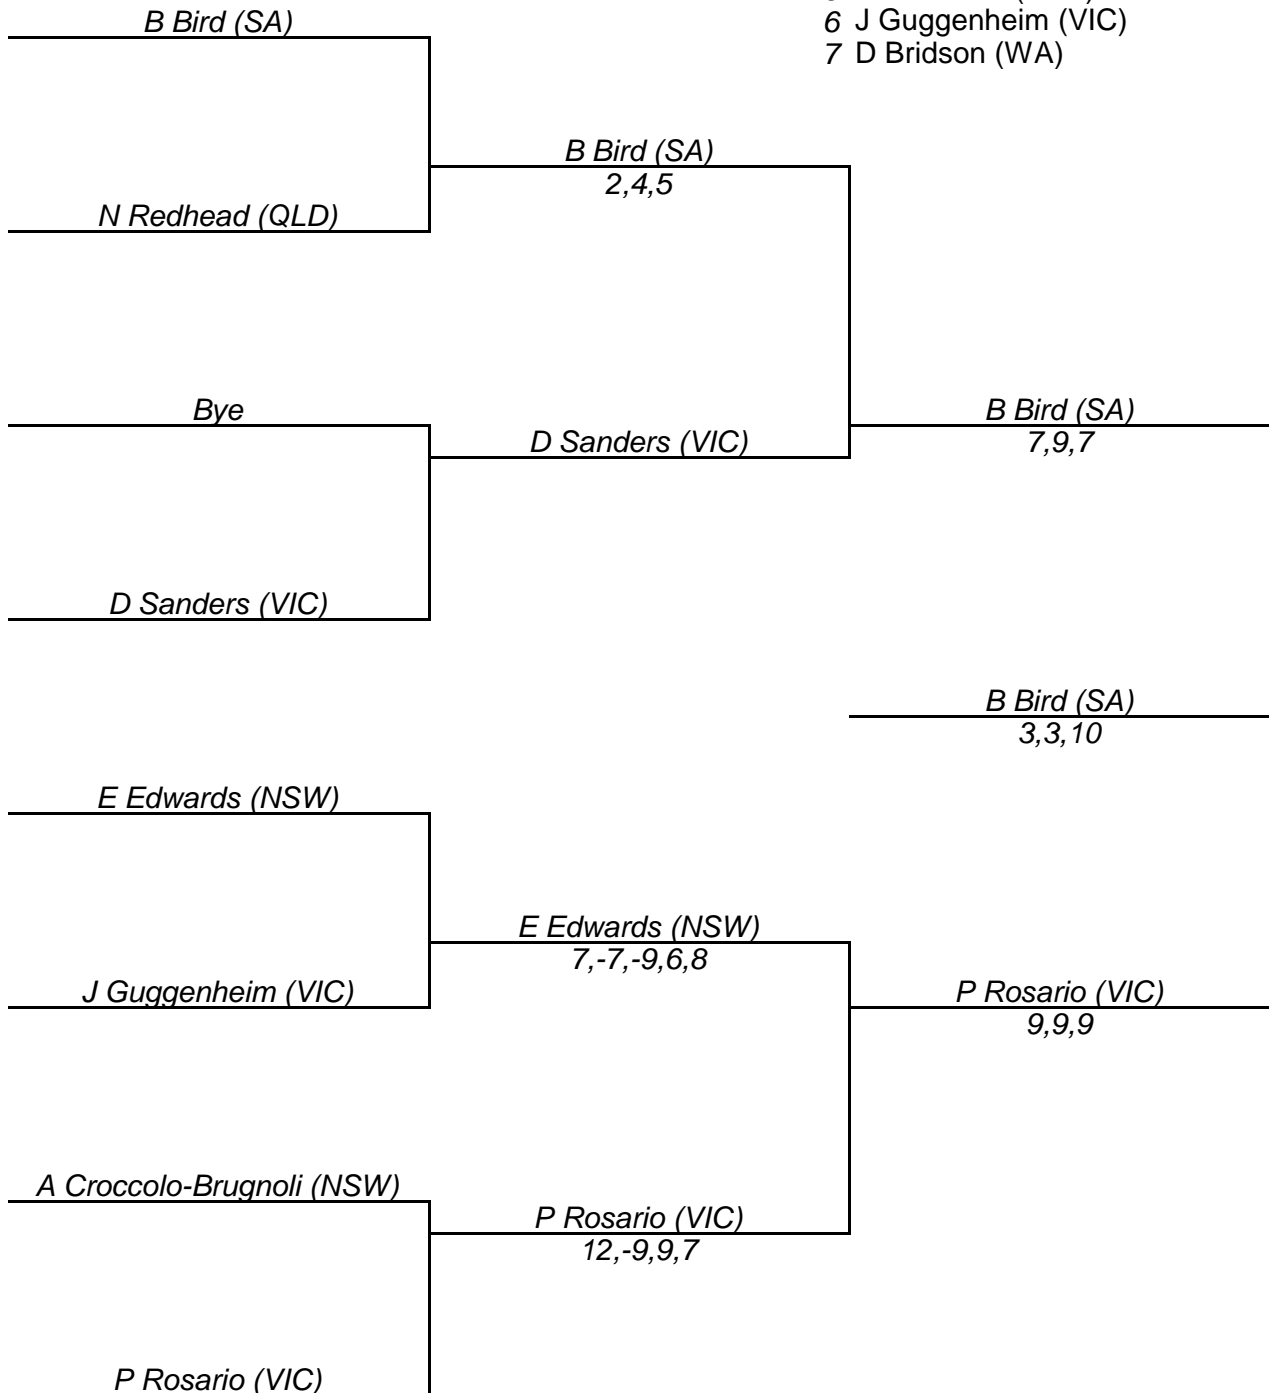 B Bird (SA)
6 J Guggenheim (VIC)
7 D Bridson (WA)
B Bird (SA)
2,4,5
N Redhead (QLD)
Bye
B Bird (SA)
7,9,7
D Sanders (VIC)
D Sanders (VIC)
B Bird (SA)
3,3,10
E Edwards (NSW)
E Edwards (NSW)
7,-7,-9,6,8
J Guggenheim (VIC)
P Rosario (VIC)
9,9,9
A Croccolo-Brugnoli (NSW)
P Rosario (VIC)
12,-9,9,7
P Rosario (VIC)